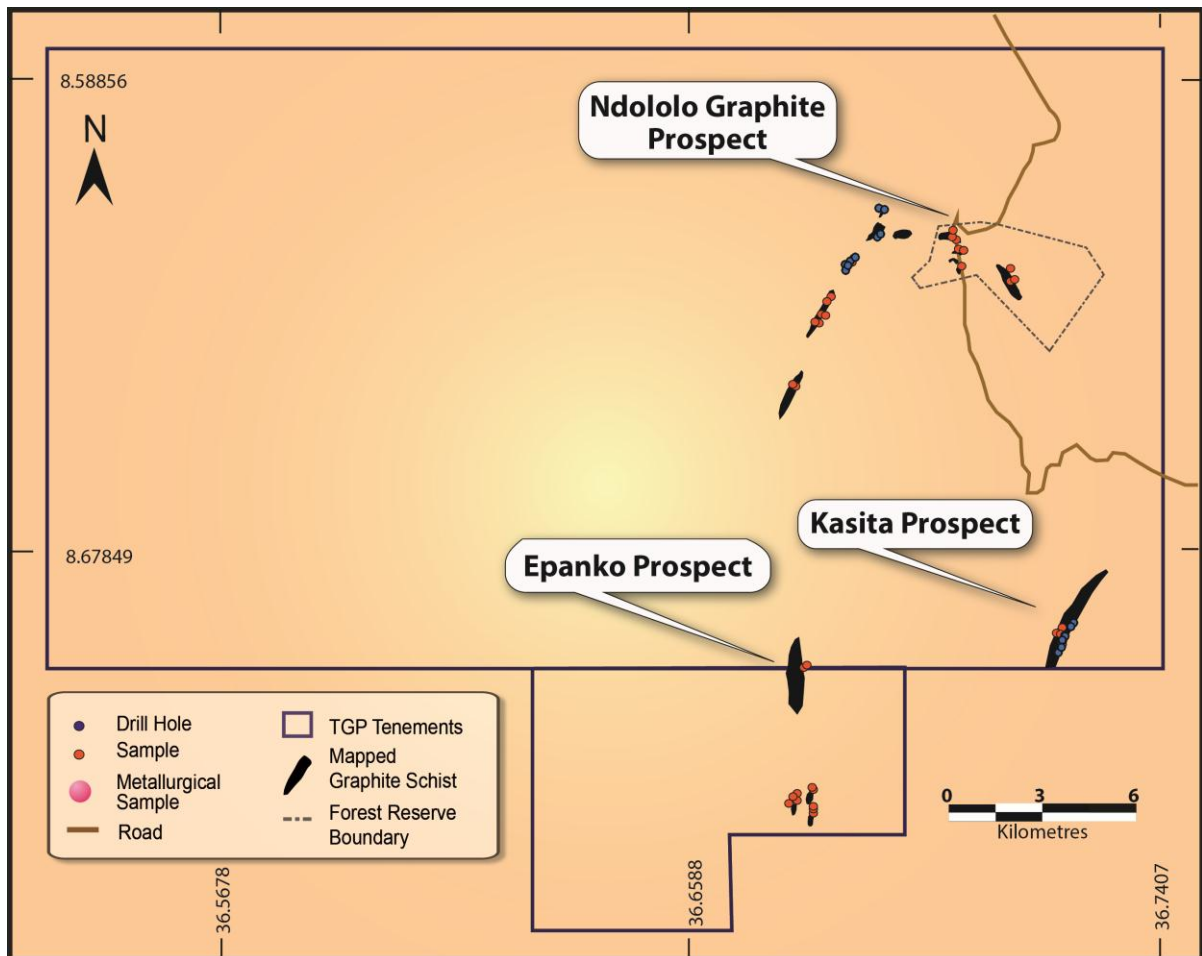 8.58856
N
Ndololo Graphite
Prospect
Kasita Prospect
8.67849
Epanko Prospect
Drill Hole
Sample
Metallurgical
Sample
Road
TGP Tenements
Mapped
Graphite Schist
Forest Reserve
Boundary
0 3 6
Kilometres
36.5678
36.6588
36.7407